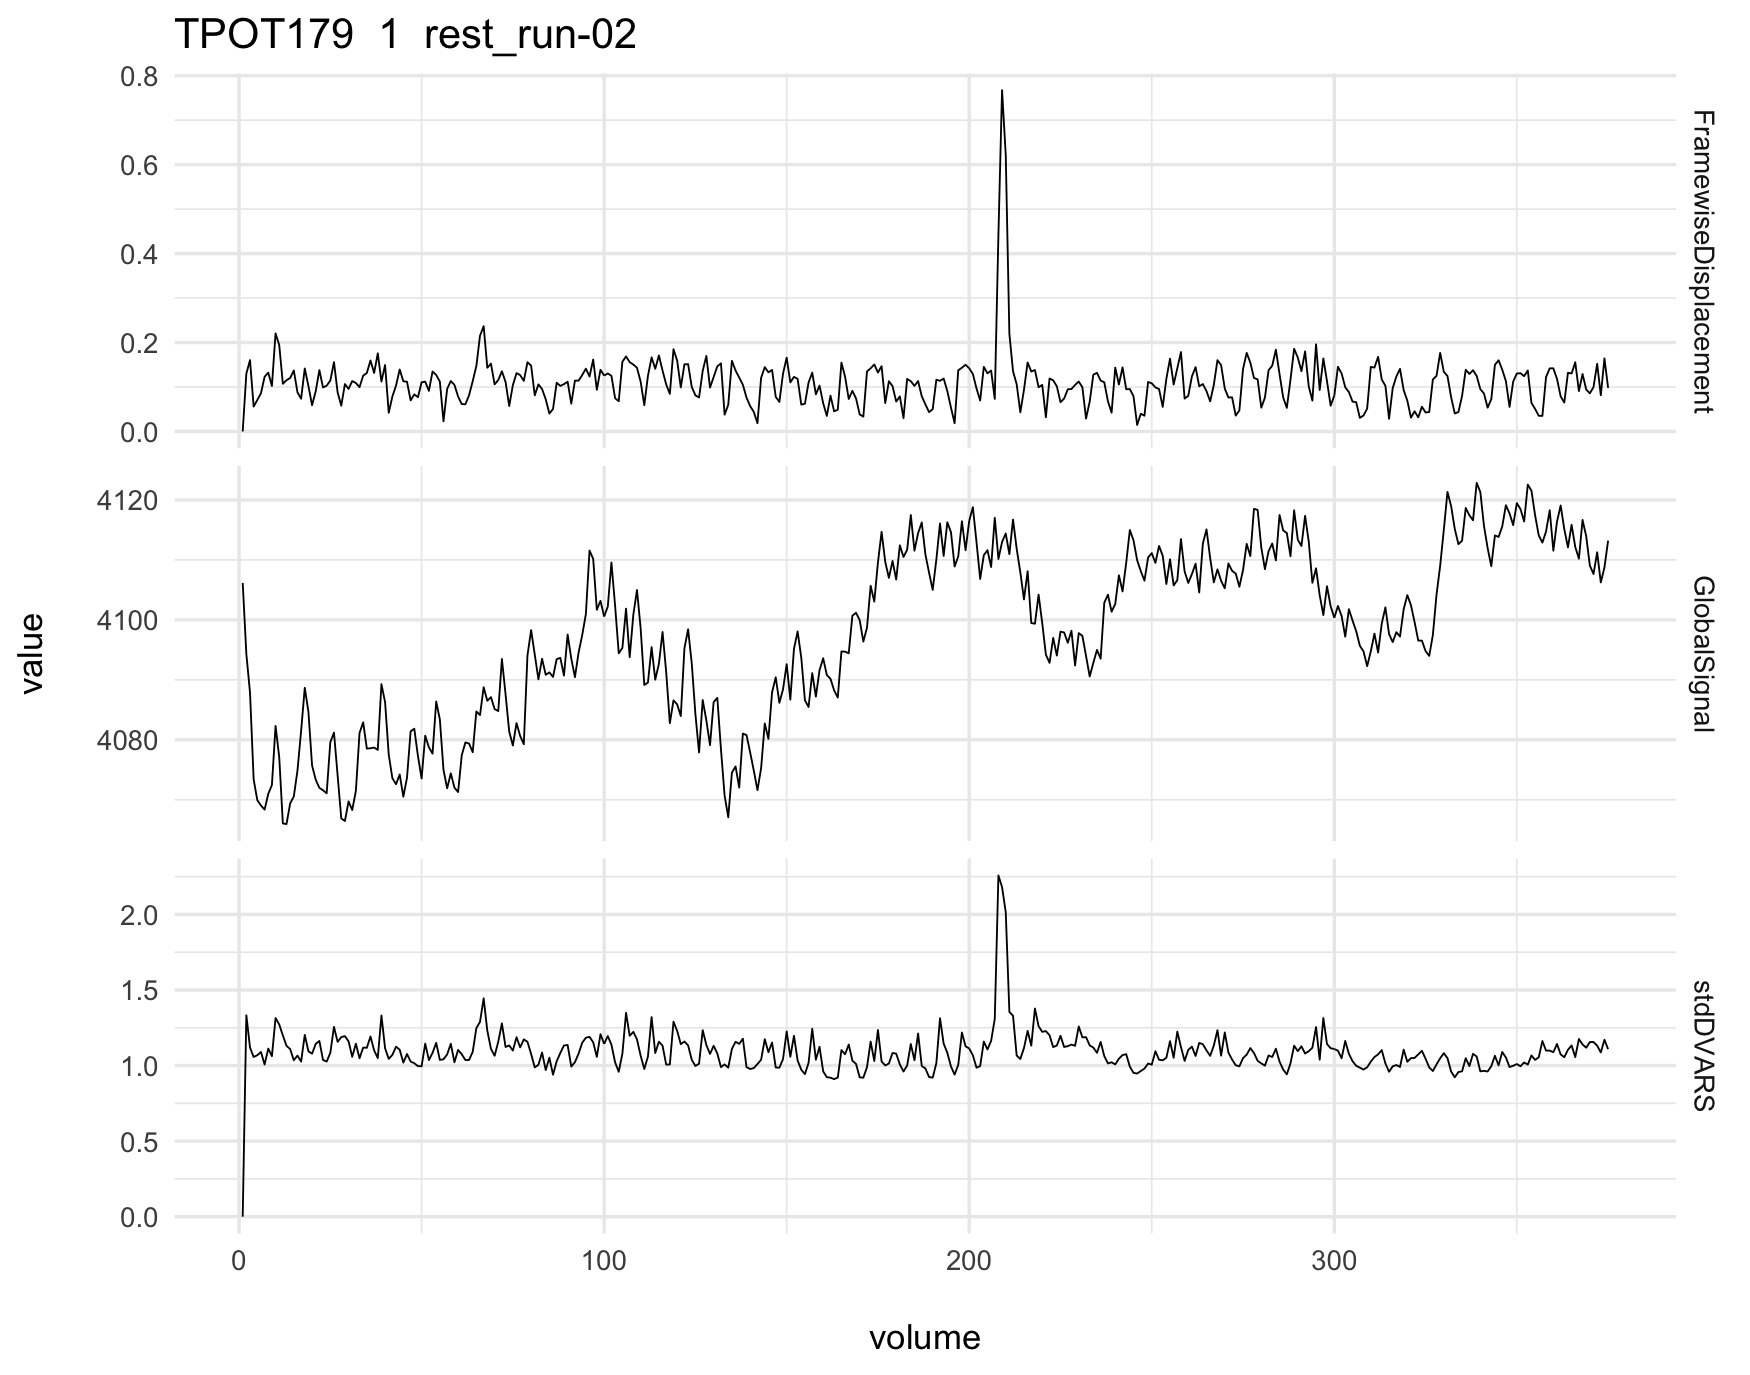 TPOT179 1 rest_run-02
0.8
0.6
0.4
0.2
0.0
FramewiseDisplacement
4120
4100
4080
GlobalSignal
value
2.0
1.5
1.0
0.5
0.0
stdDVARS
0 100 200 300
volume